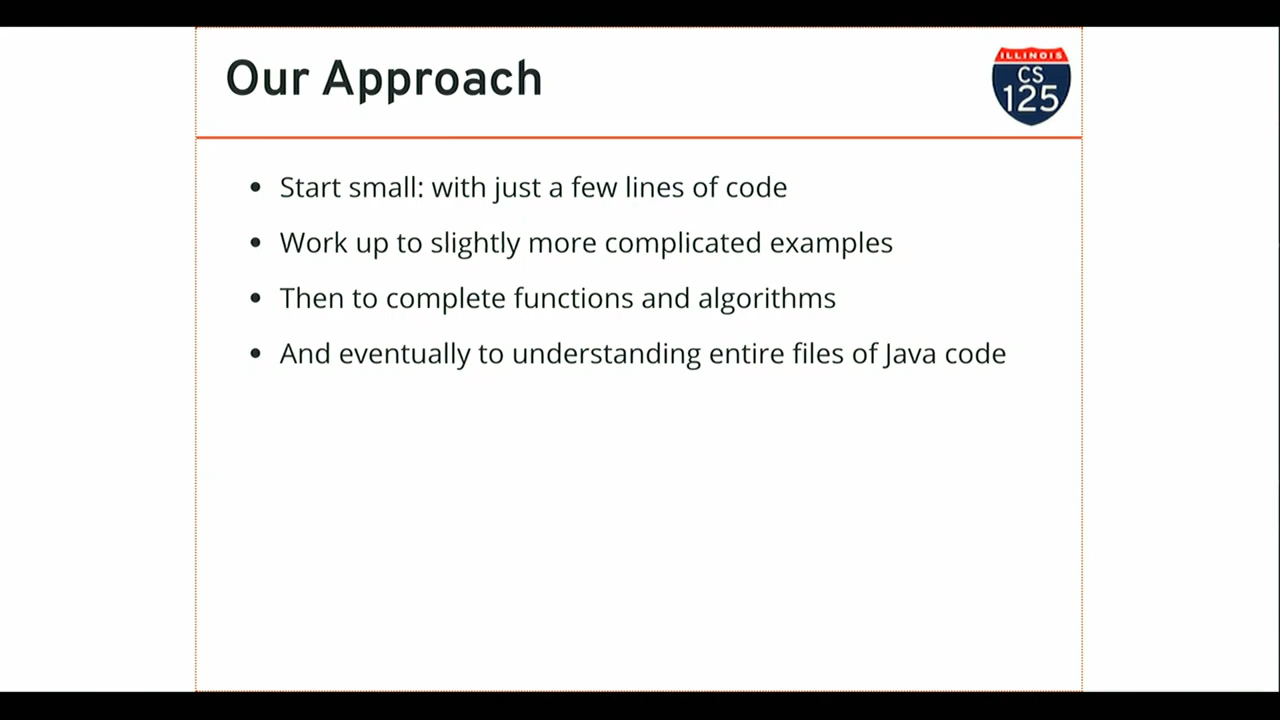 Our Approach
ILLINOIS
CS
125
• Start small: with just a few lines of code
• Work up to slightly more complicated examples
• Then to complete functions and algorithms
• And eventually to understanding entire files of Java code